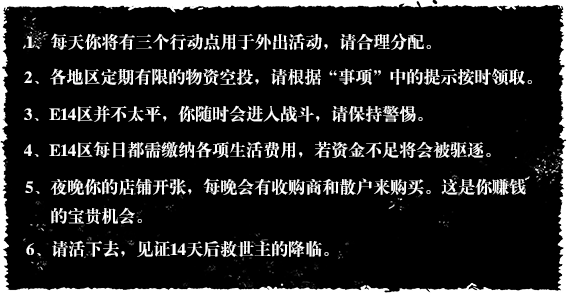 1、每天你将有三个行动点用于外出活动，请合理分配。
2、各地区定期有限的物资空投，请根据“事项”中的提示按时领取。
3、E14区并不太平，你随时会进入战斗，请保持警惕。
4、E14区每日都需缴纳各项生活费用，若资金不足将会被驱逐。
5、夜晚你的店铺开张，每晚会有收购商和散户来购买。这是你赚钱
的宝贵机会。
6、请活下去，见证14天后救世主的降临。